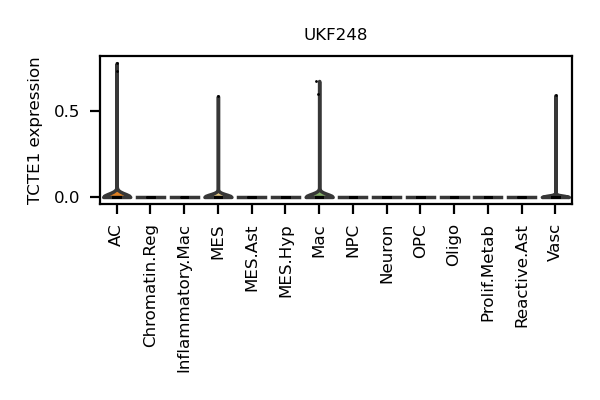 UKF248
TCTE1 expression
0.5
0.0
AC
Chromatin.Reg
Inflammatory.Mac
MES
MES.Ast
MES.Hyp
Mac
NPC
Neuron
OPC
Oligo
Prolif.Metab
Reactive.Ast
Vasc